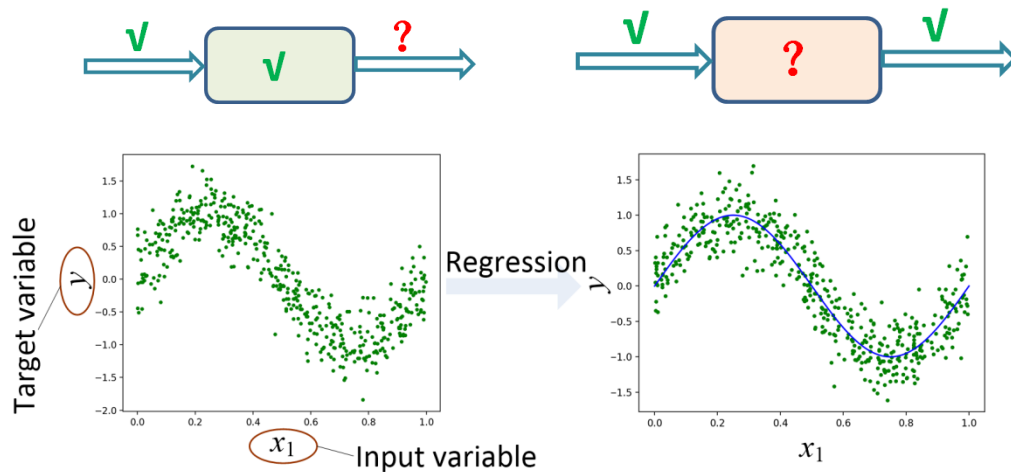 √ √ ? √ ? √
1.5
1.0
0.5
0.0
−0.5
−1.0
−1.5
−2.0
0.0 0.2 0.4 0.6 0.8 1.0
Target variable
y
x1
Input variable
Regression
y
1.5
1.0
0.5
0.0
−0.5
−1.0
−1.5
0.0 0.2 0.4 0.6 0.8 1.0
x1